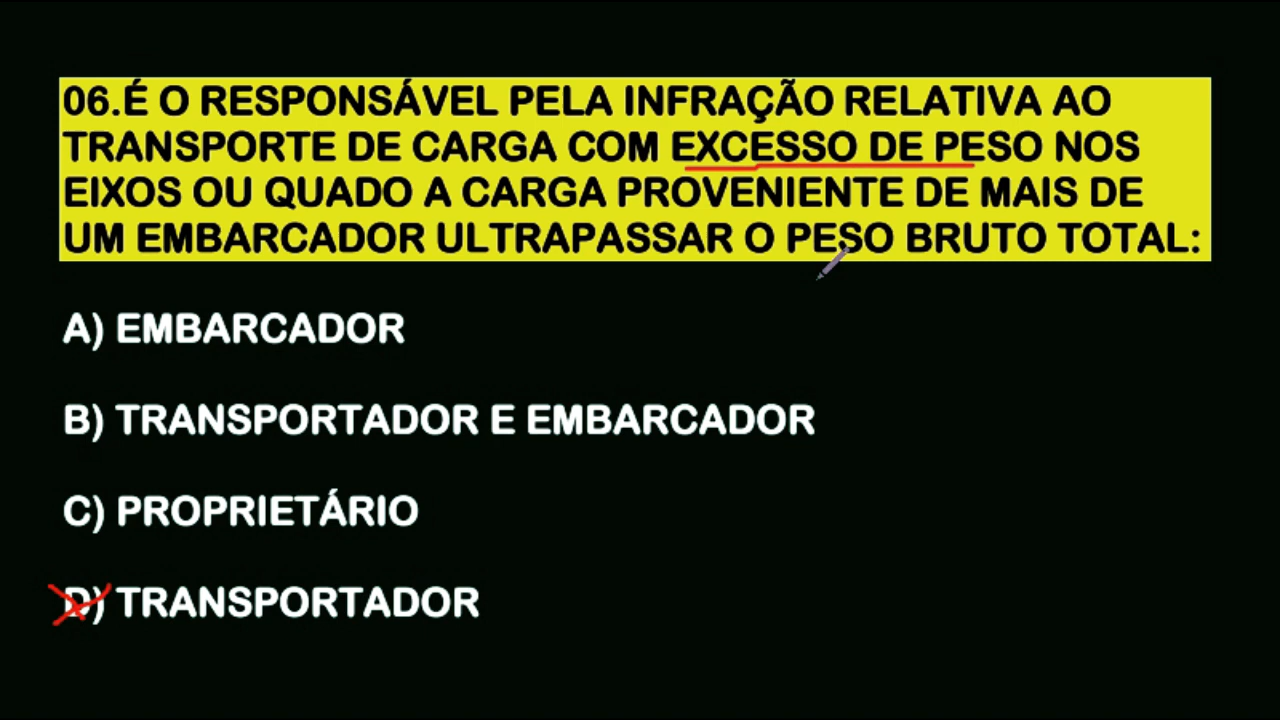 06.É O RESPONSÁVEL PELA INFRAÇÃO RELATIVA AO
TRANSPORTE DE CARGA COM EXCESSO DE PESO NOS
EIXOS OU QUADO A CARGA PROVENIENTE DE MAIS DE
UM EMBARCADOR ULTRAPASSAR O PESO BRUTO TOTAL:
A) EMBARCADOR
B) TRANSPORTADOR E EMBARCADOR
C) PROPRIETÁRIO
D) TRANSPORTADOR